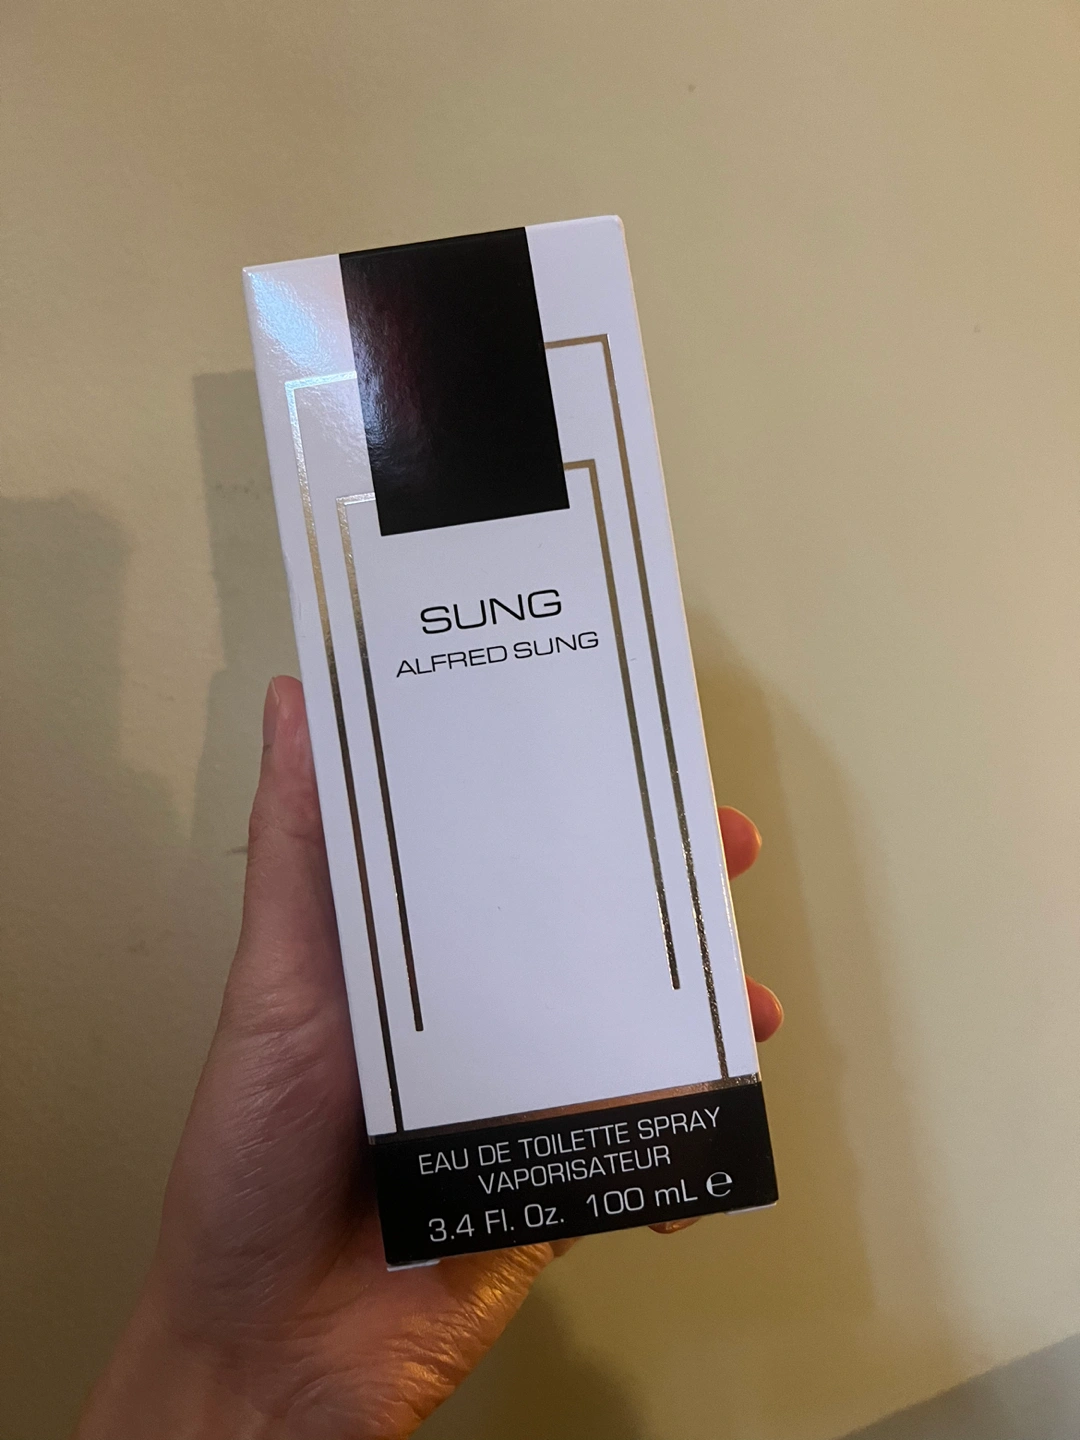 SUNG
ALFRED SUNG
EAU DE TOILETTE SPRAY
VAPORISATEUR
3.4 Fl. Oz. 100 mL ℮